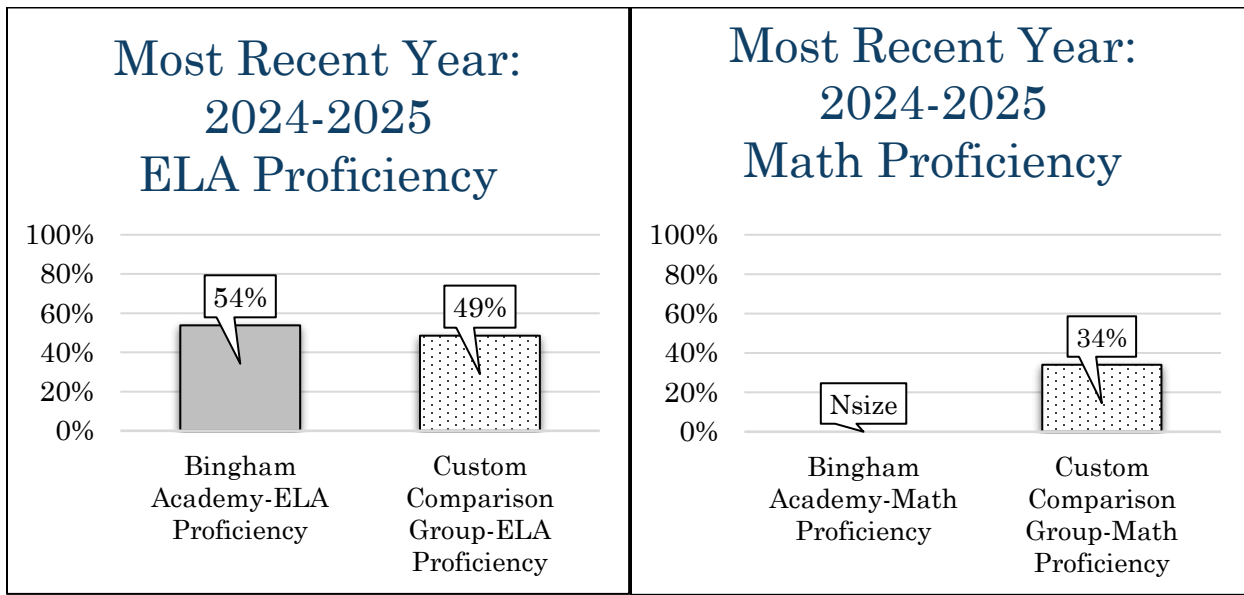 Most Recent Year:
2024-2025
ELA Proficiency
100%
80%
60%
40%
20%
0%
54%
49%
Bingham
Academy-ELA
Proficiency
Custom
Comparison
Group-ELA
Proficiency
Most Recent Year:
2024-2025
Math Proficiency
100%
80%
60%
40%
20%
0%
Nsize
34%
Bingham
Academy-Math
Proficiency
Custom
Comparison
Group-Math
Proficiency